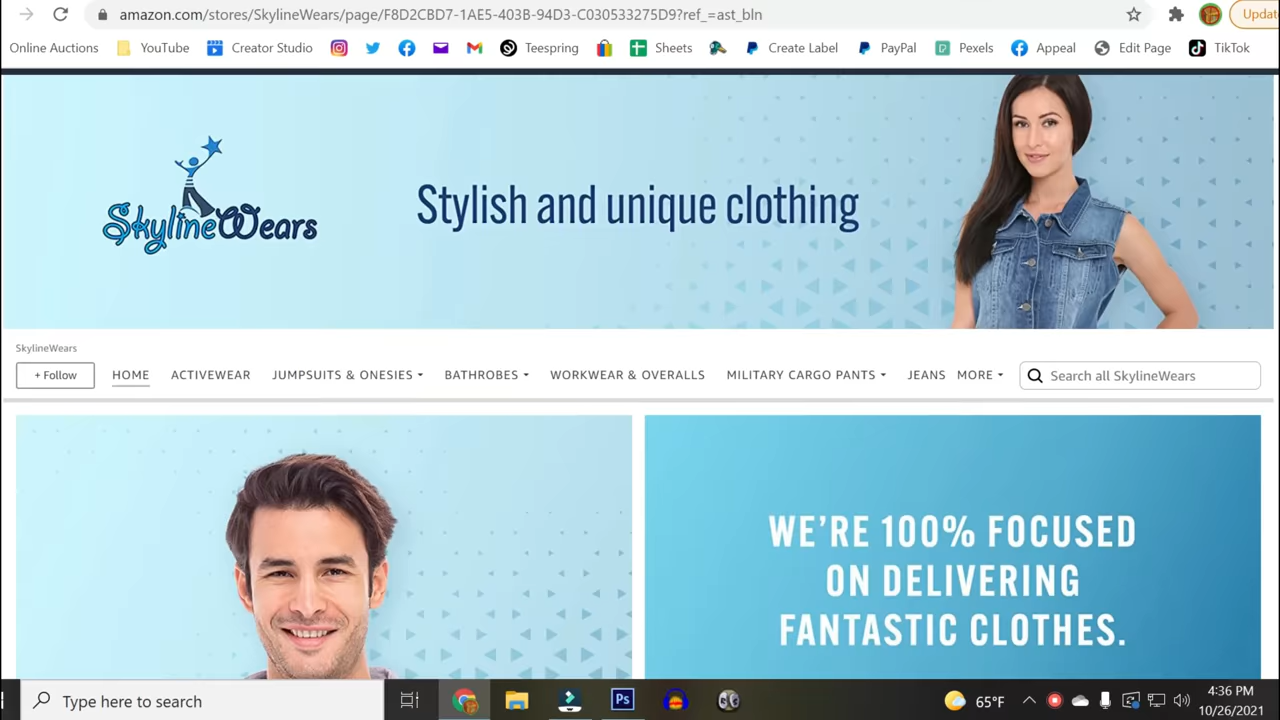 amazon.com/stores/SkylineWears/page/F8D2CBD7-1AE5-4B3B-94D3-C030533275D9?ref_=ast_bln
Updat
Online Auctions YouTube Creator Studio Teespring Sheets Create Label PayPal Pexels Appeal Edit Page TikTok
SkylineWears
Stylish and unique clothing
SkylineWears
+ Follow HOME ACTIVEWEAR JUMPSUITS & ONESIES BATHROBES WORKWEAR & OVERALLS MILITARY CARGO PANTS JEANS MORE Search all SkylineWears
WE'RE 100% FOCUSED
ON DELIVERING
FANTASTIC CLOTHES.
Type here to search
Ps
65°F
4:36 PM
10/26/2021